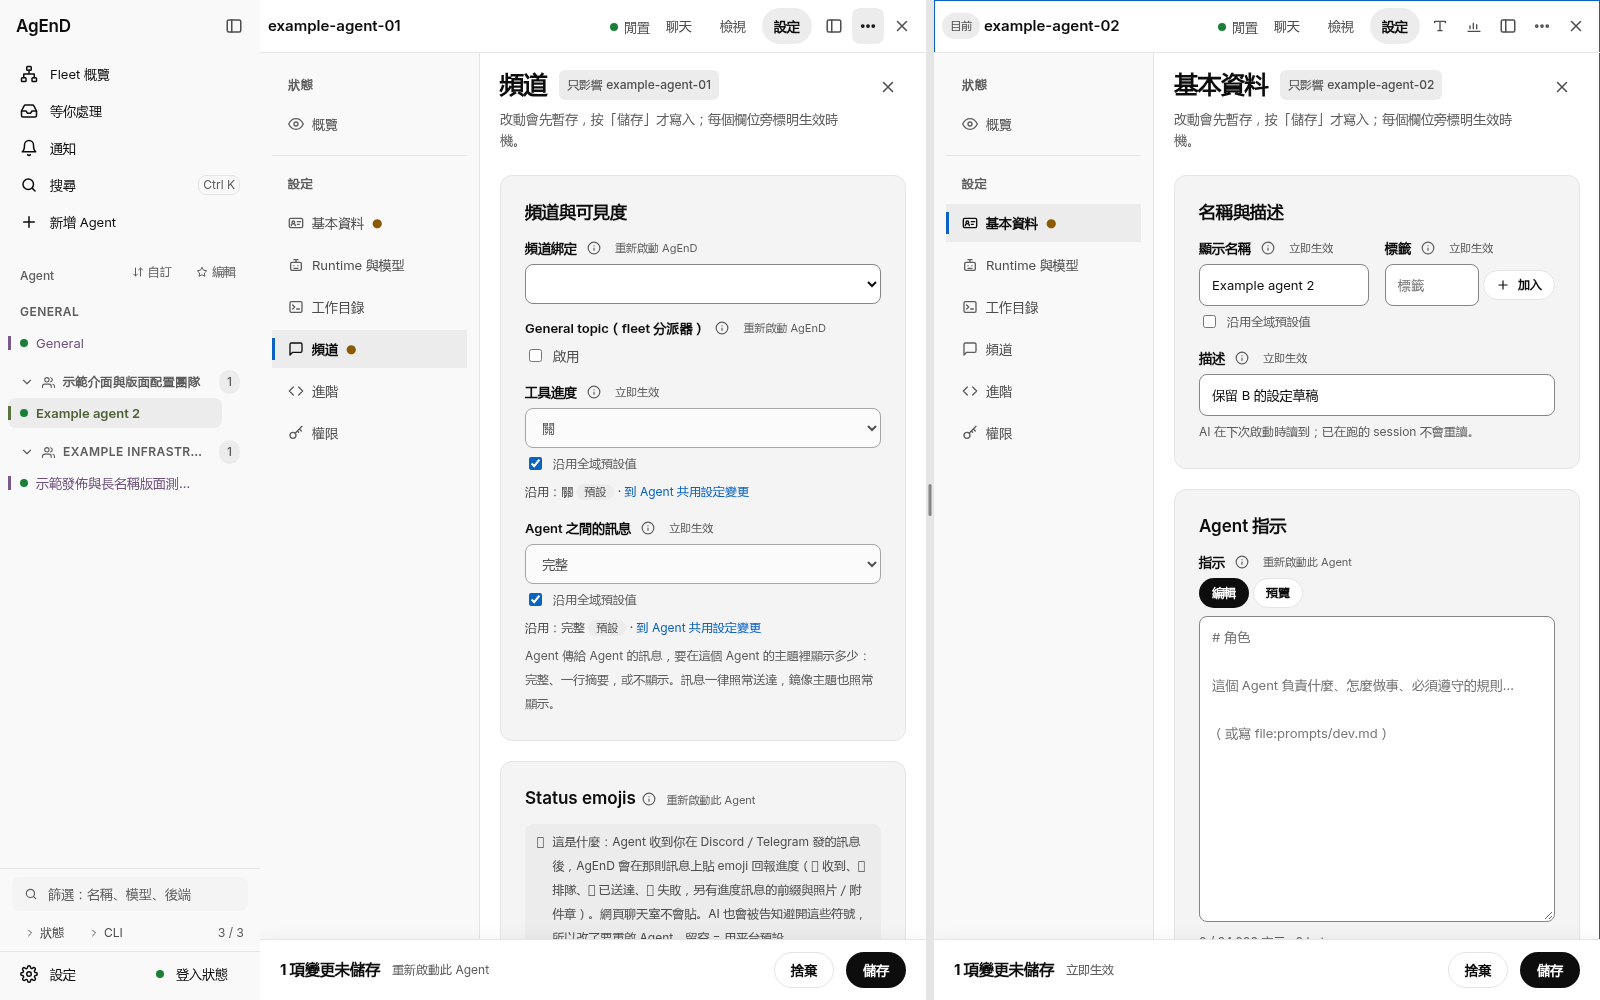 AgEnD
Fleet 概覽
等你處理
通知
搜尋
Ctrl K
新增 Agent
Agent
自訂
編輯
GENERAL
General
示範介面與版面配置團隊
1
Example agent 2
EXAMPLE INFRASTR...
1
示範發佈與長名稱版面測...
篩選：名稱、模型、後端
狀態
CLI
3 / 3
設定
登入狀態
example-agent-01
閒置
聊天
檢視
設定
狀態
概覽
設定
基本資料
Runtime 與模型
工作目錄
頻道
進階
權限
頻道
只影響 example-agent-01
改動會先暫存，按「儲存」才寫入；每個欄位旁標明生效時
機。
頻道與可見度
頻道綁定
重新啟動 AgEnD
General topic（fleet 分派器）
重新啟動 AgEnD
啟用
工具進度
立即生效
關
沿用全域預設值
沿用：關 預設 · 到 Agent 共用設定變更
Agent 之間的訊息
立即生效
完整
沿用全域預設值
沿用：完整 預設 · 到 Agent 共用設定變更
Agent 傳給 Agent 的訊息，要在這個 Agent 的主題裡顯示多少：
完整、一行摘要，或不顯示。訊息一律照常送達，鏡像主題也照常
顯示。
Status emojis
重新啟動此 Agent
這是什麼：Agent 收到你在 Discord / Telegram 發的訊息
後，AgEnD 會在那則訊息上貼 emoji 回報進度（ 收到、
排隊、 已送達、 失敗，另有進度訊息的前綴與照片 / 附
件章）。網頁聊天室不會貼。AI 也會被告知避開這些符號，
所以改了要重啟 Agent。留空 = 用平台預設
1 項變更未儲存
重新啟動此 Agent
捨棄
儲存
目前
example-agent-02
閒置
聊天
檢視
設定
狀態
概覽
設定
基本資料
Runtime 與模型
工作目錄
頻道
進階
權限
基本資料
只影響 example-agent-02
改動會先暫存，按「儲存」才寫入；每個欄位旁標明生效時
機。
名稱與描述
顯示名稱
立即生效
標籤
立即生效
Example agent 2
標籤
加入
沿用全域預設值
描述
立即生效
保留 B 的設定草稿
AI 在下次啟動時讀到；已在跑的 session 不會重讀。
Agent 指示
指示
重新啟動此 Agent
編輯
預覽
# 角色
這個 Agent 負責什麼、怎麼做事、必須遵守的規則...
（或寫 file:prompts/dev.md）
1 項變更未儲存
立即生效
捨棄
儲存